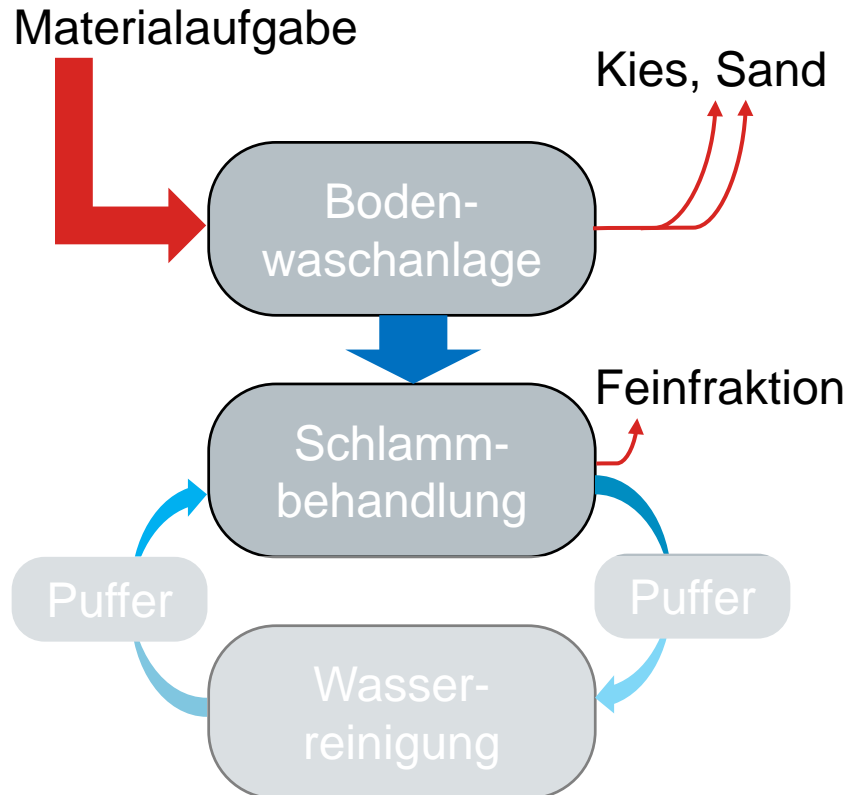 Materialaufgabe
Kies, Sand
Boden-
waschanlage
Feinfraktion
Schlamm-
behandlung
Puffer
Puffer
Wasser-
reinigung